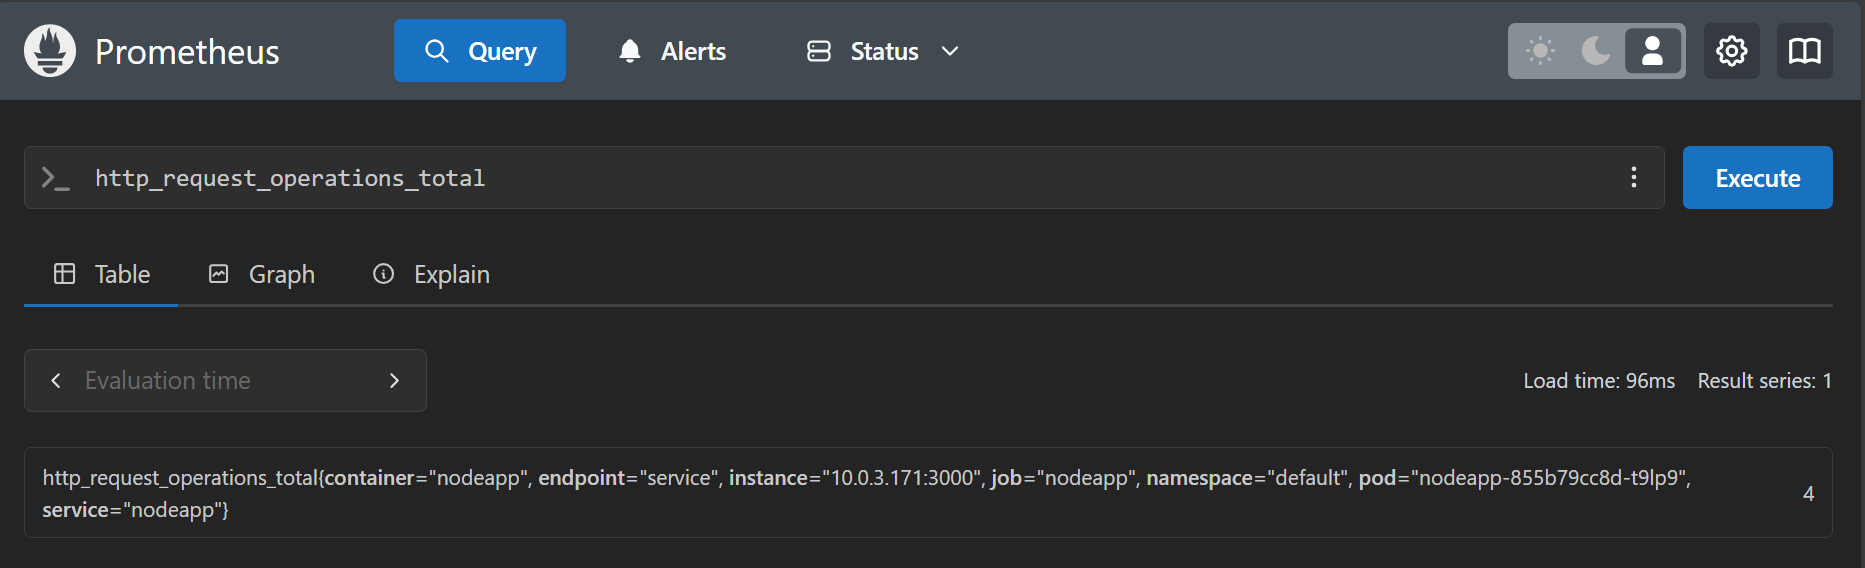 Prometheus
Query
Alerts
Status
http_request_operations_total
Execute
Table
Graph
Explain
Evaluation time
Load time: 96ms
Result series: 1
http_request_operations_total{container="nodeapp", endpoint="service", instance="10.0.3.171:3000", job="nodeapp", namespace="default", pod="nodeapp-855b79cc8d-t9lp9",
service="nodeapp"}
4